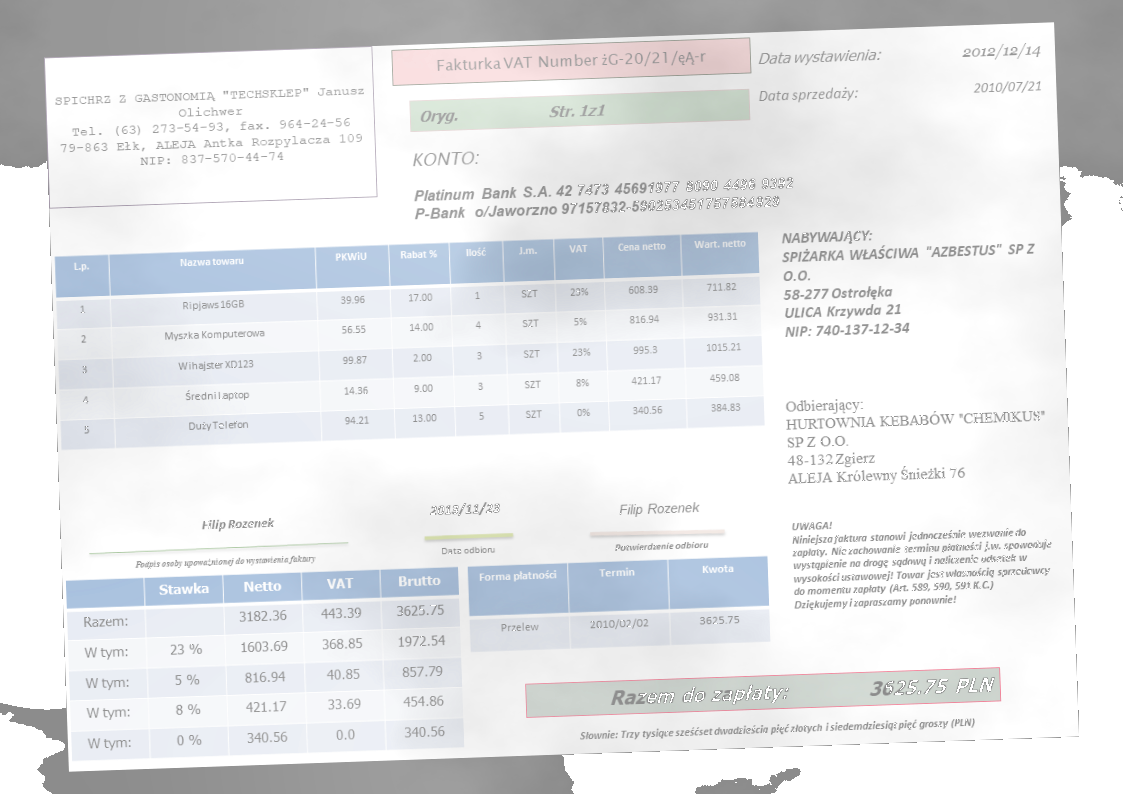 SPICHRZ Z GASTONOMIĄ "TECHSKLEP" Janusz
Olichwer
Tel. (63) 273-54-93, fax. 964-24-56
79-863 Ełk, ALEJA Antka Rozpylacza 109
NIP: 837-570-44-74
Fakturka VAT Number żG-20/21/ęĄ-r
Oryg. Str. 1z1
Data wystawienia: 2012/12/14
Data sprzedaży: 2010/07/21
KONTO:
Platinum Bank S.A. 42 7473 45691977 6090 4486 9392
P-Bank o/Jaworzno
NABYWAJĄCY:
SPIŻARKA WŁAŚCIWA "AZBESTUS" SP Z
O.O.
58-277 Ostrołęka
ULICA Krzywda 21
NIP: 740-137-12-34
L.p. Nazwa towaru PKWiU Rabat % Ilość J.m. VAT Cena netto Wart. netto
1 Ripjaws 16GB 39.96 17.00 1 SZT 23% 608.39 711.82
2 Myszka Komputerowa 56.55 14.00 4 SZT 5% 816.94 931.31
3 Wihajster XD123 99.87 2.00 3 SZT 23% 995.3 1015.21
4 Średni Laptop 14.36 9.00 3 SZT 8% 421.17 459.08
5 Duży Telefon 94.21 13.00 5 SZT 0% 340.56 384.83
Odbierający:
HURTOWNIA KEBABÓW "CHEMIKUS"
SP Z O.O.
48-132 Zgierz
ALEJA Królewny Śnieżki 76
Filip Rozenek
Podpis osoby upoważnionej do wystawienia faktury
Data odbioru
Filip Rozenek
Potwierdzenie odbioru
UWAGA!
Niniejsza faktura stanowi jednocześnie wezwanie do
zapłaty. Nie zachowanie terminu płatności j.w. spowoduje
wystąpienie na drogę sądową i naliczenie odsetek w
wysokości ustawowej! Towar jest własnością sprzedawcy
do momentu zapłaty (Art. 589, 590, 591 K.C.)
Dziękujemy i zapraszamy ponownie!
Stawka Netto VAT Brutto
Razem: 3182.36 443.39 3625.75
W tym: 23 % 1603.69 368.85 1972.54
W tym: 5 % 816.94 40.85 857.79
W tym: 8 % 421.17 33.69 454.86
W tym: 0 % 340.56 0.0 340.56
Forma płatności Termin Kwota
Przelew 2010/02/02 3625.75
Razem do zapłaty: 3625.75 PLN
Słownie: Trzy tysiące sześćset dwadzieścia pięć złotych i siedemdziesiąt pięć groszy (PLN)